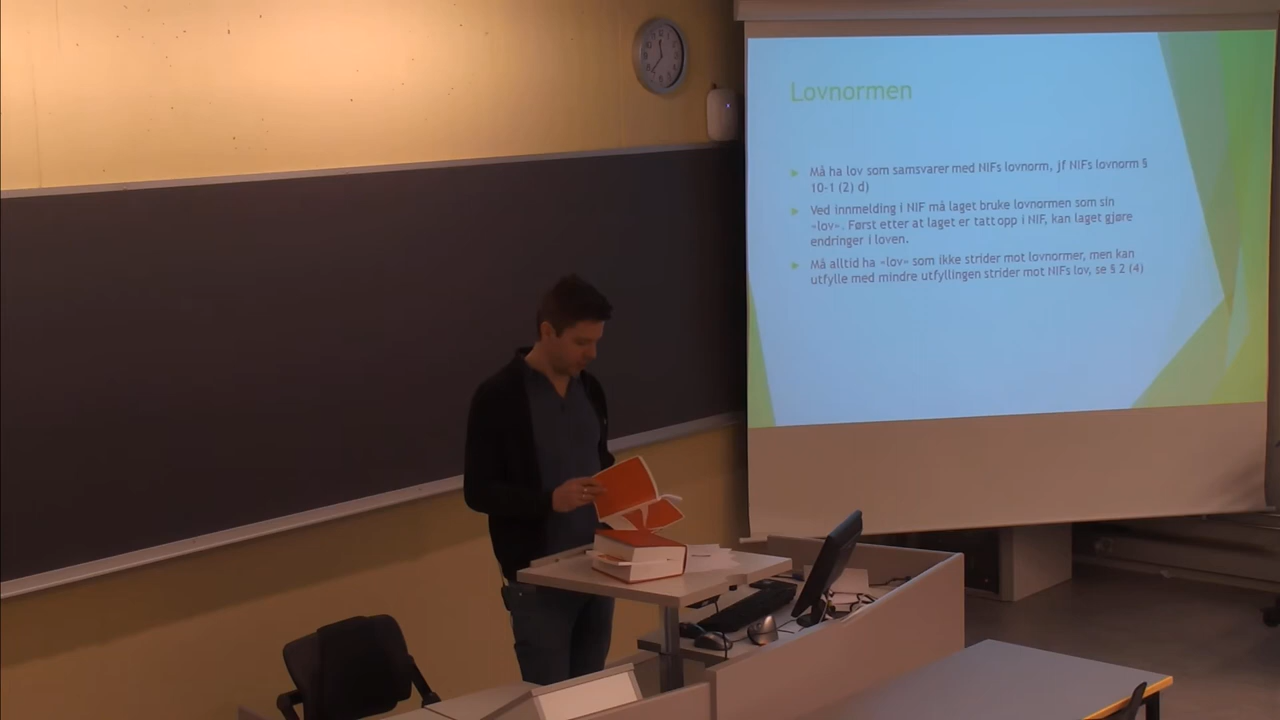 Lovnormen
Må ha lov som samsvarer med NIFs lovnorm, jf NIFs lovnorm §
10-1 (2) d)
Ved innmelding i NIF må laget bruke lovnormen som sin
«lov». Først etter at laget er tatt opp i NIF, kan laget gjøre
endringer i loven.
Må alltid ha «lov» som ikke strider mot lovnormer, men kan
utfylle med mindre utfyllingen strider mot NIFs lov, se § 2 (4)